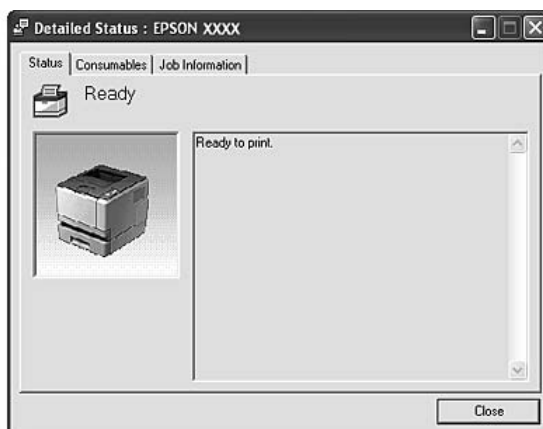 Detailed Status : EPSON XXXX
Status Consumables Job Information
Ready
Ready to print.
Close